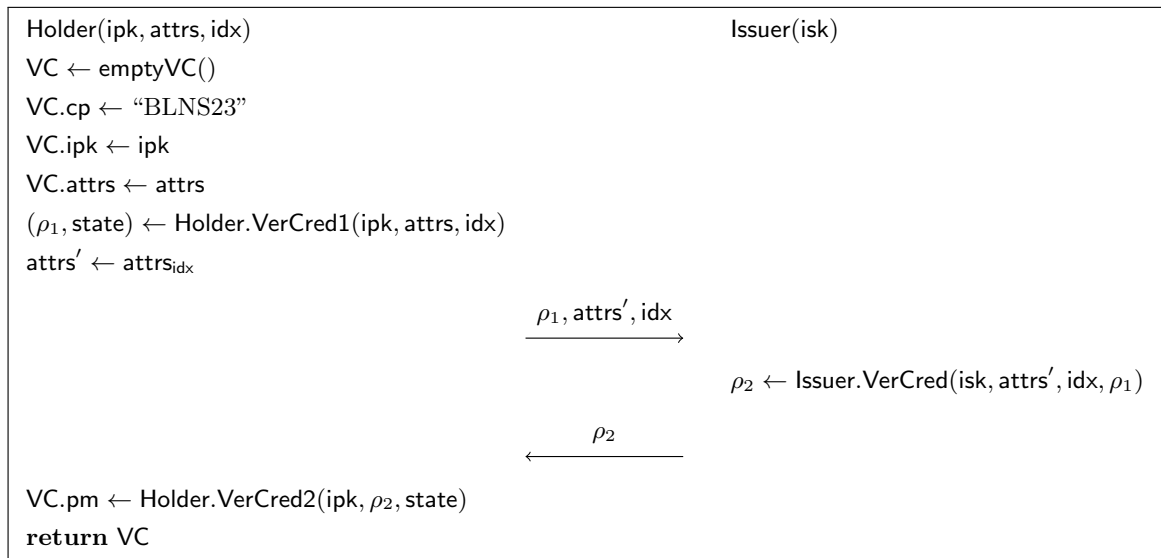 Holder(ipk, attrs, idx) Issuer(isk)
VC ← emptyVC()
VC.cp ← “BLNS23”
VC.ipk ← ipk
VC.attrs ← attrs
(ρ₁, state) ← Holder.VerCred1(ipk, attrs, idx)
attrs′ ← attrs_idx
ρ₁, attrs′, idx
ρ₂ ← Issuer.VerCred(isk, attrs′, idx, ρ₁)
ρ₂
VC.pm ← Holder.VerCred2(ipk, ρ₂, state)
return VC